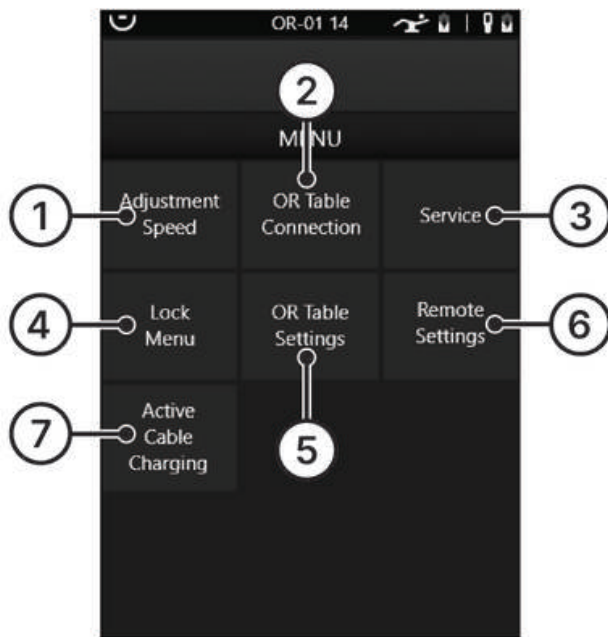 OR-01 14
2
MENU
1
Adjustment
Speed
OR Table
Connection
Service
3
4
Lock
Menu
OR Table
Settings
Remote
Settings
6
7
Active
Cable
Charging
5